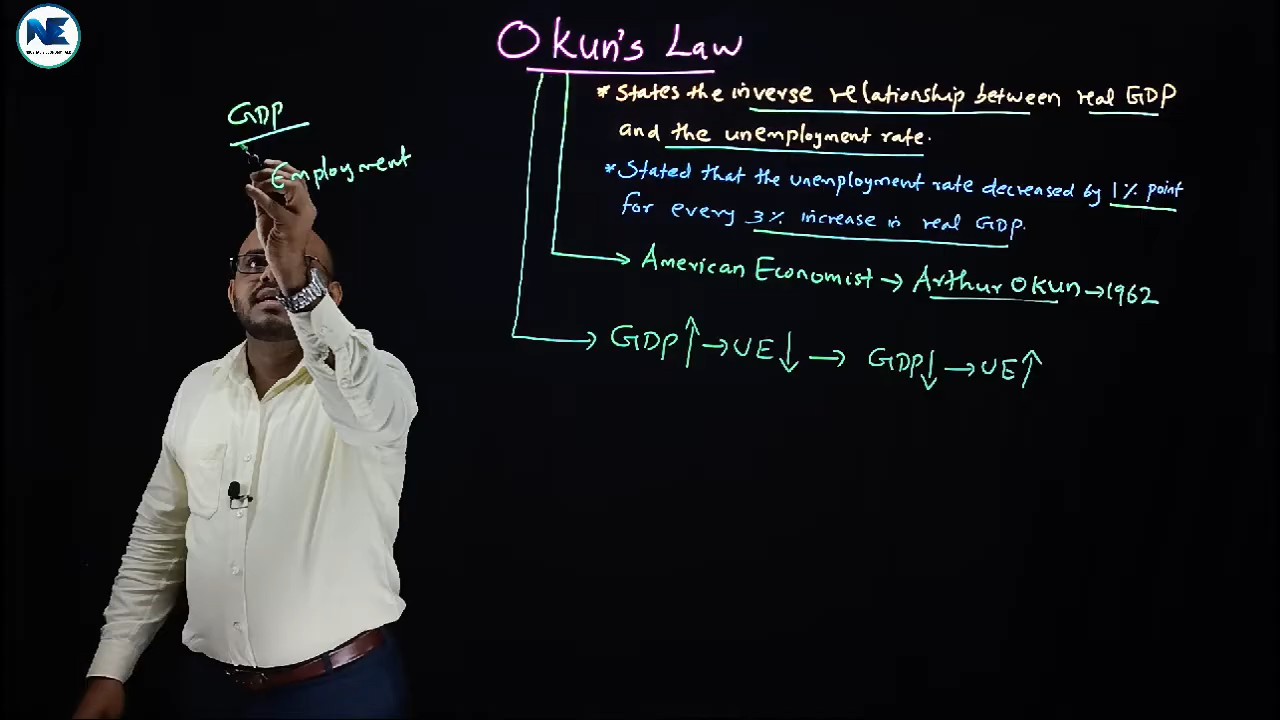 NE
Okun's Law
GDP
Employment
* States the inverse relationship between real GDP
and the unemployment rate.
* Stated that the unemployment rate decreased by 1% point
for every 3% increase in real GDP.
American Economist → Arthur Okun → 1962
GDP ↑ → UE ↓ → GDP ↓ → UE ↑